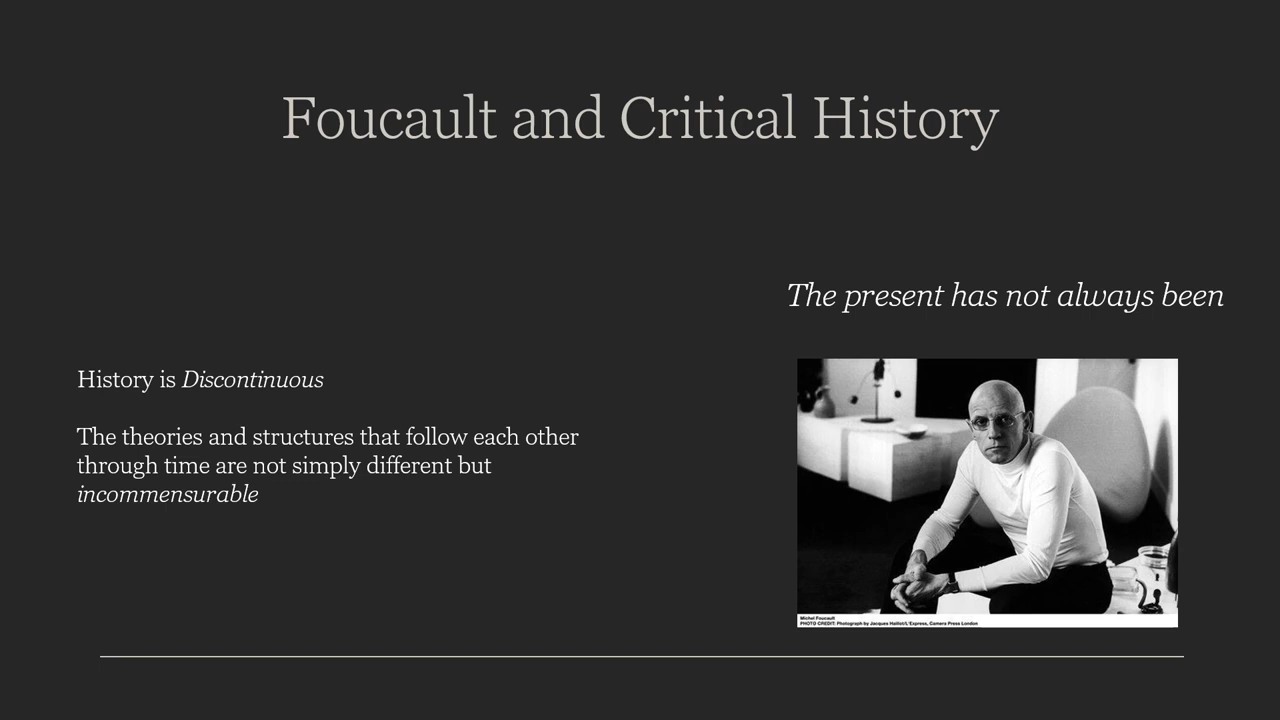 Foucault and Critical History
The present has not always been
History is Discontinuous
The theories and structures that follow each other
through time are not simply different but
incommensurable
Michel Foucault
PHOTO CREDIT: Photograph by Jacques Haillot/L'Express, Camera Press London